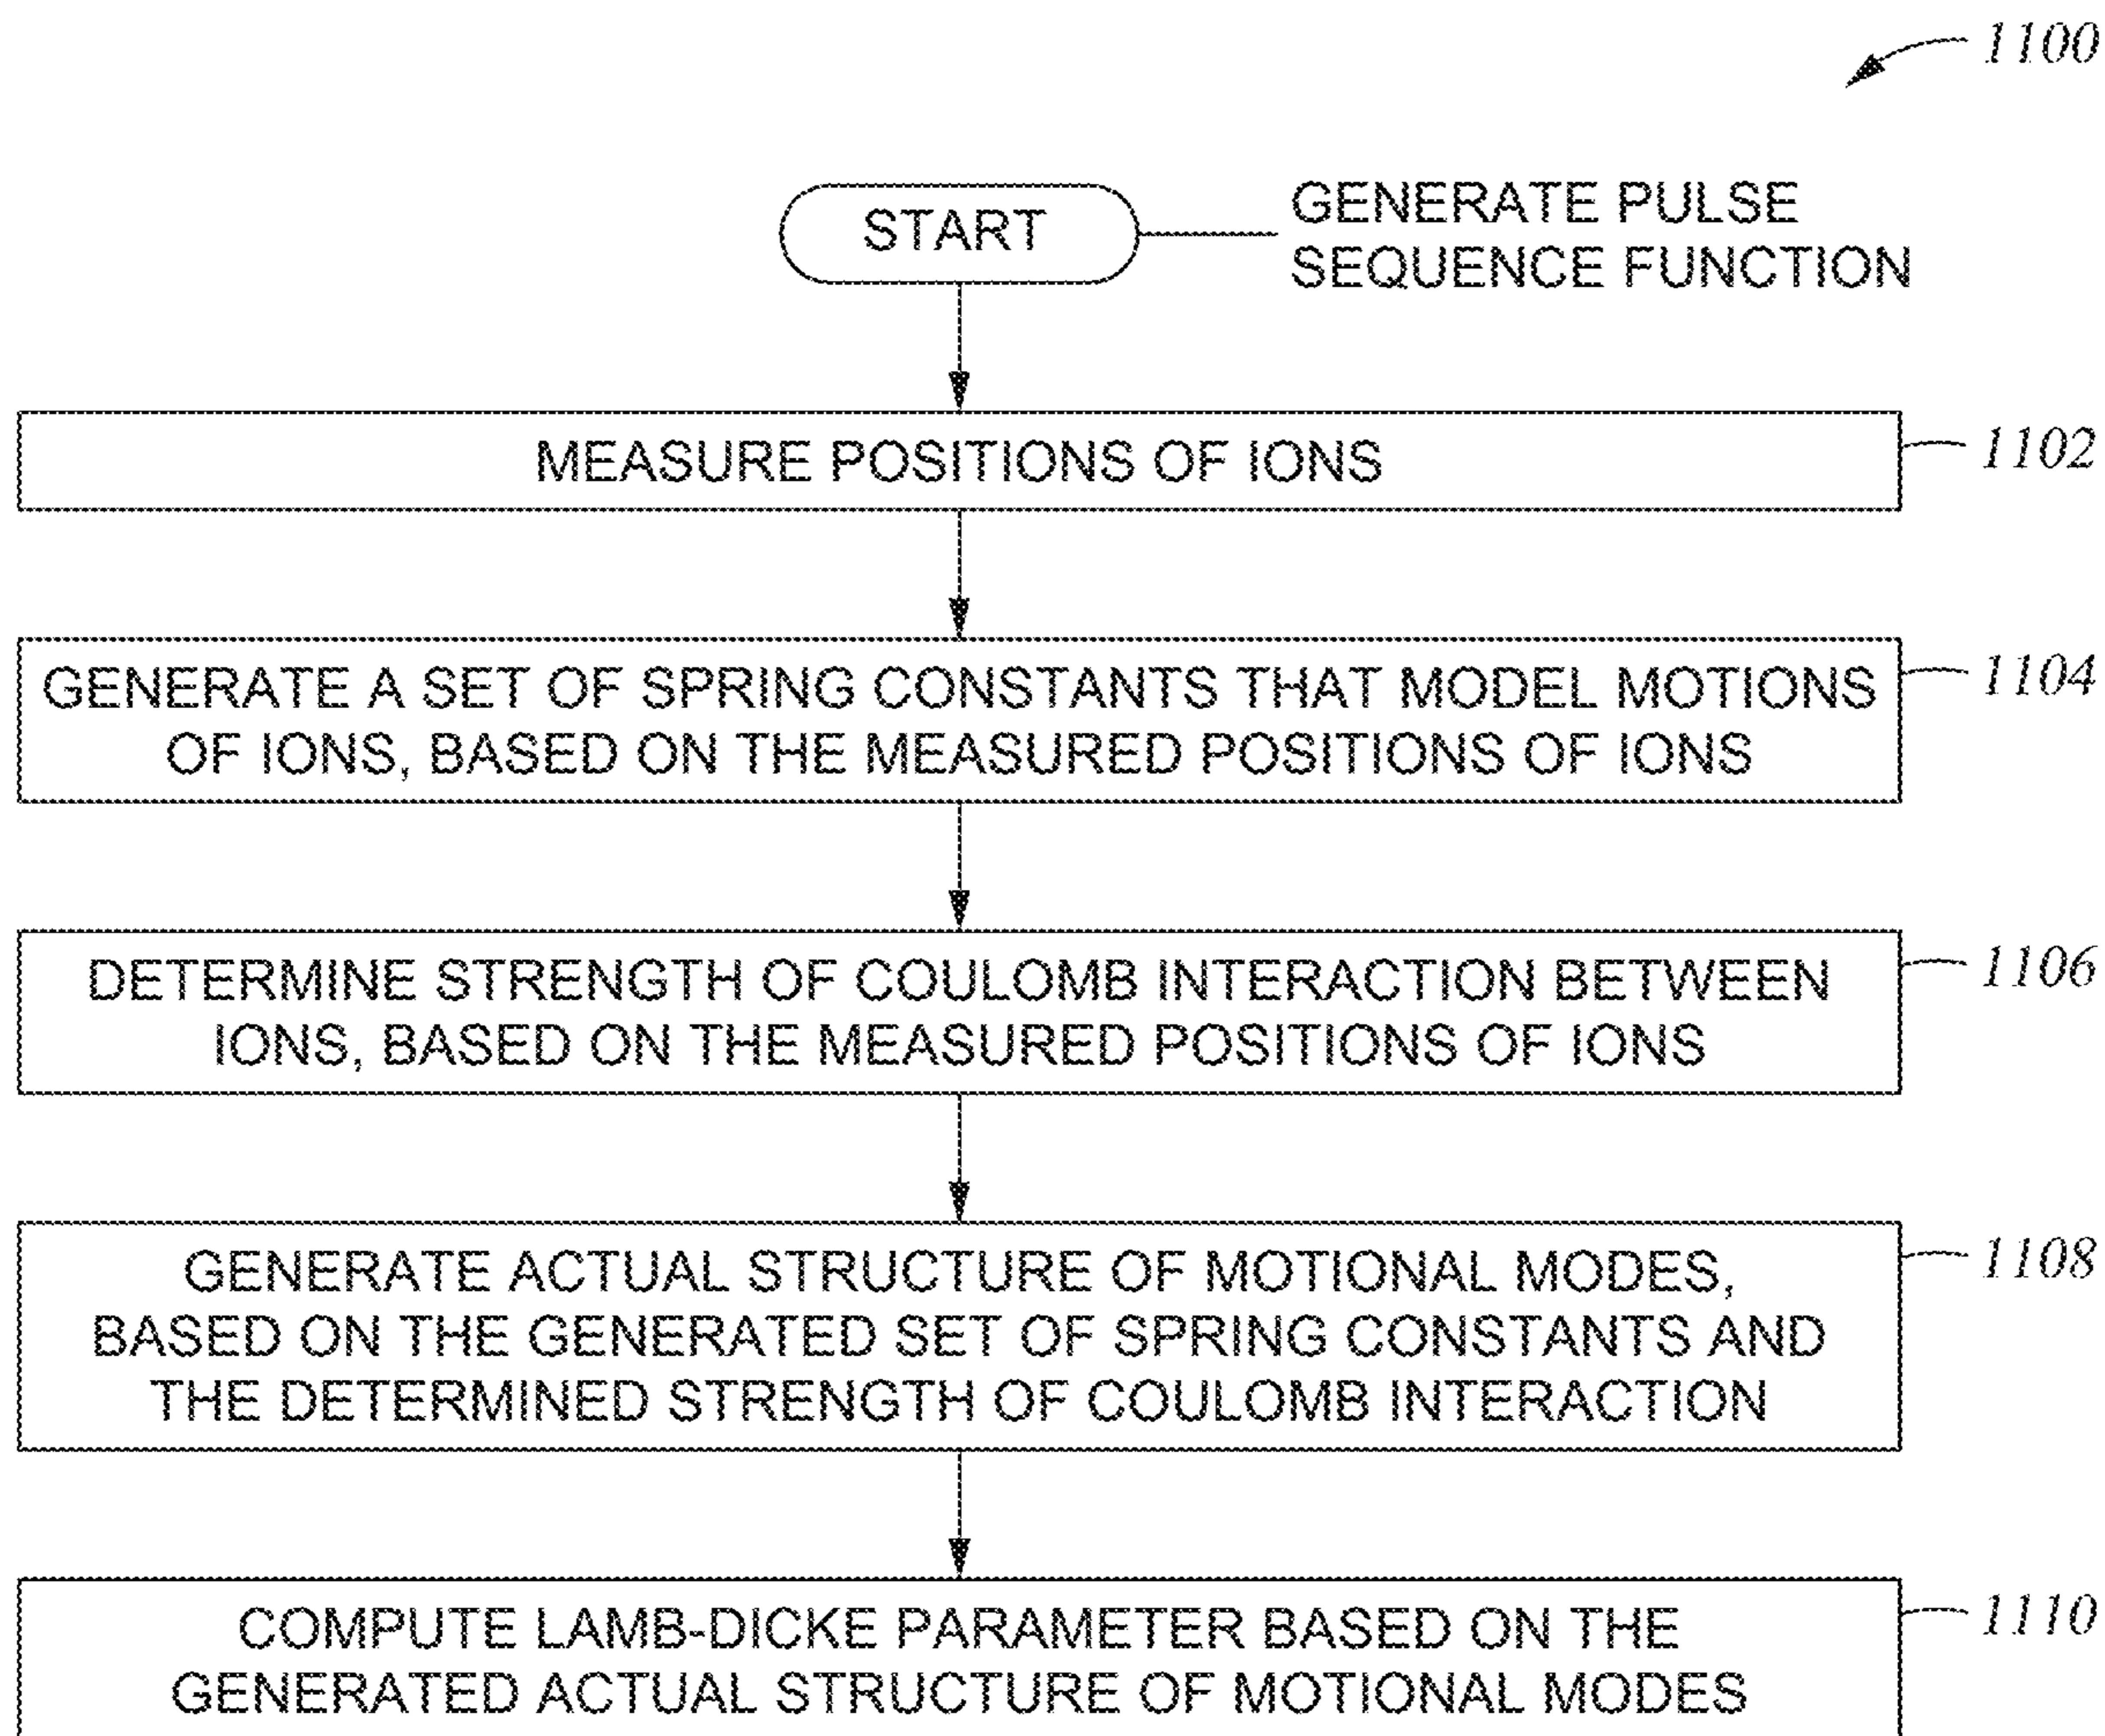 1100
START
GENERATE PULSE
SEQUENCE FUNCTION
MEASURE POSITIONS OF IONS
1102
GENERATE A SET OF SPRING CONSTANTS THAT MODEL MOTIONS
OF IONS, BASED ON THE MEASURED POSITIONS OF IONS
1104
DETERMINE STRENGTH OF COULOMB INTERACTION BETWEEN
IONS, BASED ON THE MEASURED POSITIONS OF IONS
1106
GENERATE ACTUAL STRUCTURE OF MOTIONAL MODES,
BASED ON THE GENERATED SET OF SPRING CONSTANTS AND
THE DETERMINED STRENGTH OF COULOMB INTERACTION
1108
COMPUTE LAMB-DICKE PARAMETER BASED ON THE
GENERATED ACTUAL STRUCTURE OF MOTIONAL MODES
1110